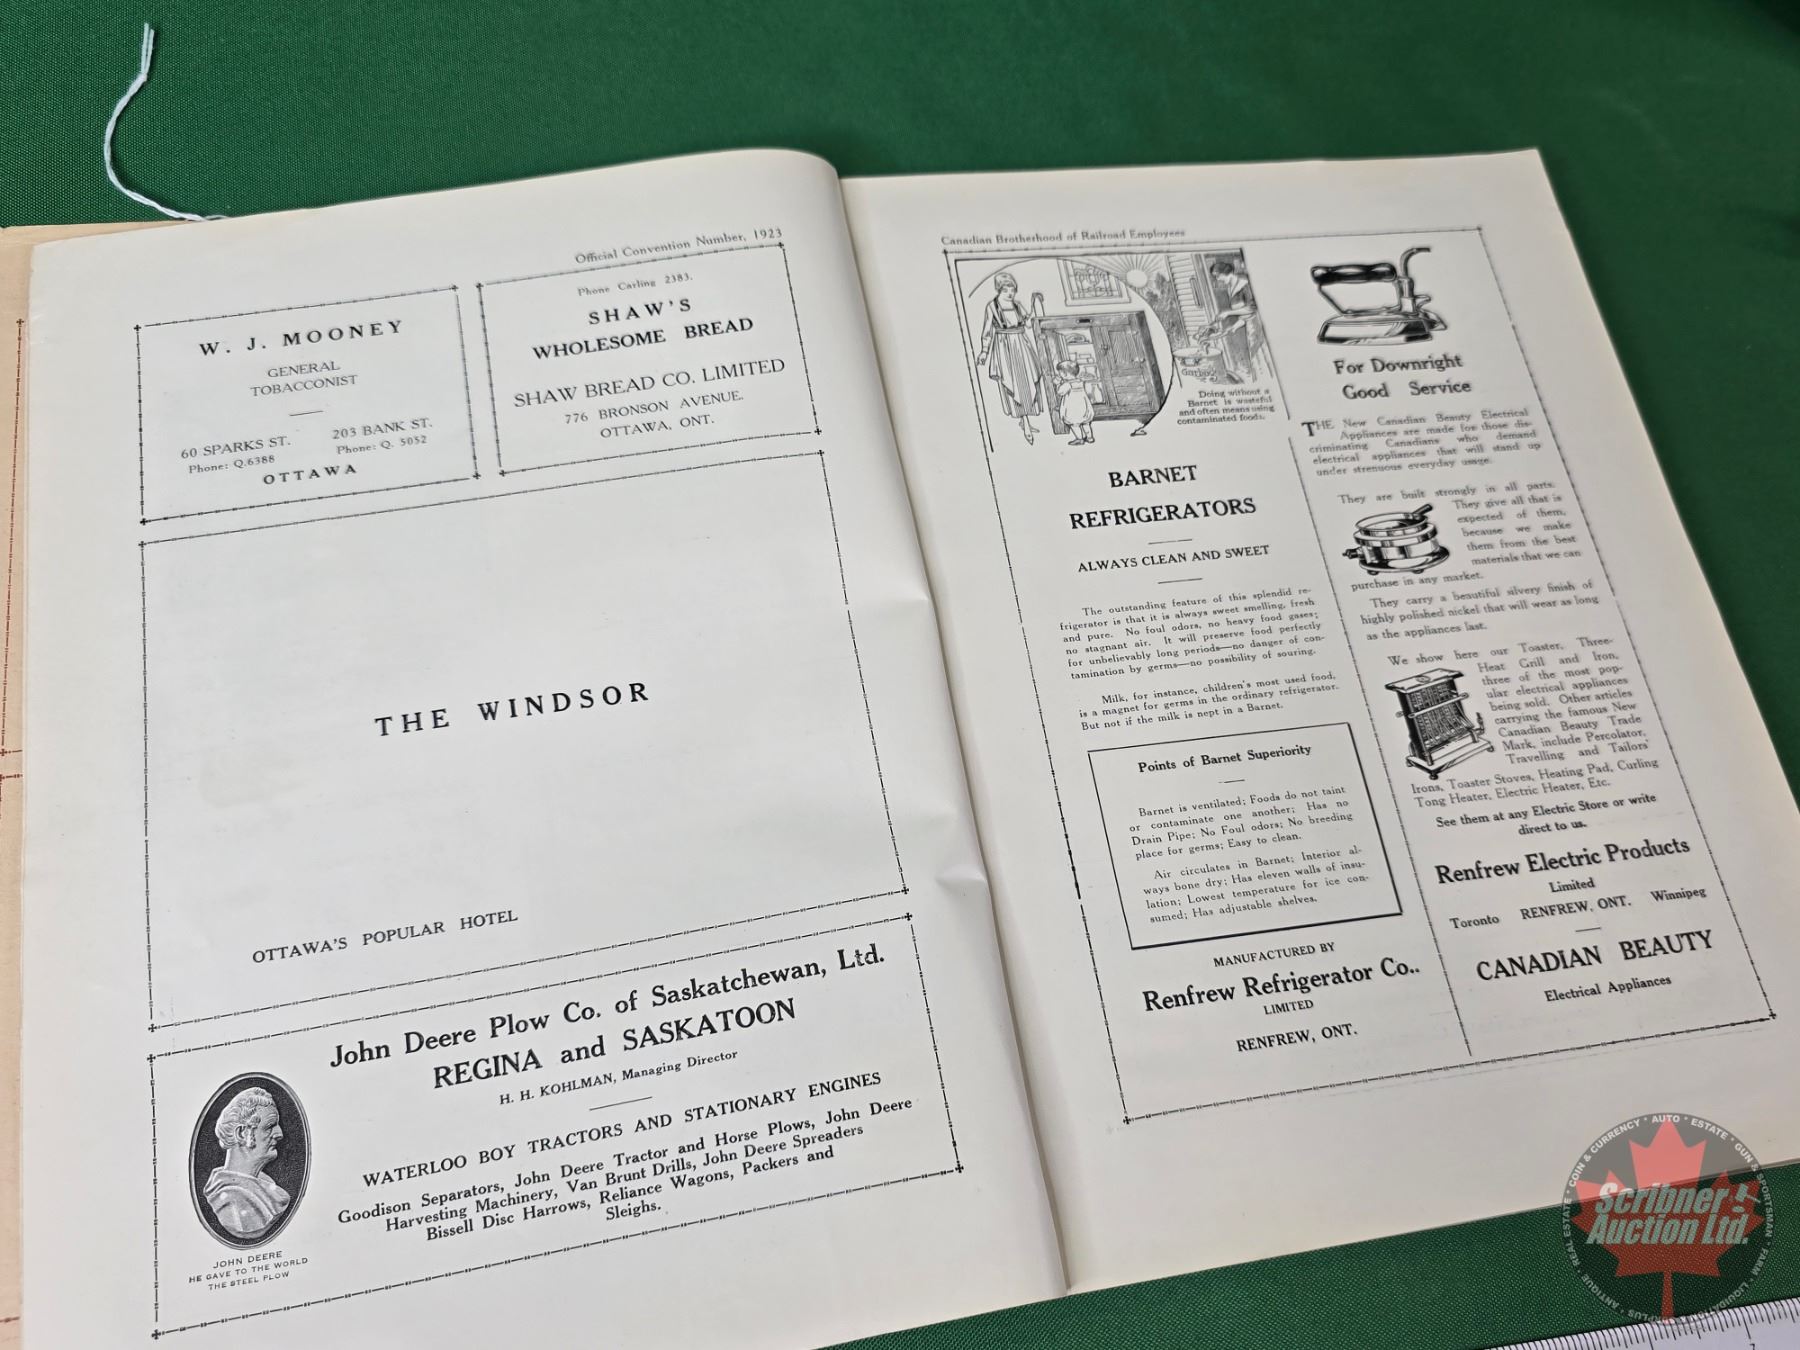 Official Convention Number, 1923
W. J. MOONEY
GENERAL
TOBACCONIST
60 SPARKS ST.
Phone: Q.6388
203 BANK ST.
Phone: Q. 5052
OTTAWA
Phone Carling 2383.
SHAW'S
WHOLESOME BREAD
SHAW BREAD CO. LIMITED
776 BRONSON AVENUE.
OTTAWA, ONT.
THE WINDSOR
OTTAWA'S POPULAR HOTEL
John Deere Plow Co. of Saskatchewan, Ltd.
REGINA and SASKATOON
H. H. KOHLMAN, Managing Director
WATERLOO BOY TRACTORS AND STATIONARY ENGINES
Goodison Separators, John Deere Tractor and Horse Plows, John Deere
Harvesting Machinery, Van Brunt Drills, John Deere Spreaders
Bissell Disc Harrows, Reliance Wagons, Packers and
Sleighs.
JOHN DEERE
HE GAVE TO THE WORLD
THE STEEL PLOW
Canadian Brotherhood of Railroad Employees
Garbage
Doing without a
Barnet is wasteful
and often means using
contaminated foods.
BARNET
REFRIGERATORS
ALWAYS CLEAN AND SWEET
The outstanding feature of this splendid re-
frigerator is that it is always sweet smelling, fresh
and pure. No foul odors, no heavy food gases;
no stagnant air. It will preserve food perfectly
for unbelievably long periods—no danger of con-
tamination by germs—no possibility of souring.
Milk, for instance, children's most used food,
is a magnet for germs in the ordinary refrigerator.
But not if the milk is nept in a Barnet.
Points of Barnet Superiority
Barnet is ventilated; Foods do not taint
or contaminate one another; Has no
Drain Pipe; No Foul odors; No breeding
place for germs; Easy to clean.
Air circulates in Barnet; Interior al-
ways bone dry; Has eleven walls of insu-
lation; Lowest temperature for ice con-
sumed; Has adjustable shelves.
MANUFACTURED BY
Renfrew Refrigerator Co..
LIMITED
RENFREW, ONT.
For Downright
Good Service
THE New Canadian Beauty Electrical
Appliances are made for those dis-
criminating Canadians who demand
electrical appliances that will stand up
under strenuous everyday usage.
They are built strongly in all parts.
They give all that is
expected of them,
because we make
them from the best
materials that we can
purchase in any market.
They carry a beautiful silvery finish of
highly polished nickel that will wear as long
as the appliances last.
We show here our Toaster, Three-
Heat Grill and Iron,
three of the most pop-
ular electrical appliances
being sold. Other articles
carrying the famous New
Canadian Beauty Trade
Mark, include Percolator,
Travelling and Tailors'
Irons, Toaster Stoves, Heating Pad, Curling
Tong Heater, Electric Heater, Etc.
See them at any Electric Store or write
direct to us.
Renfrew Electric Products
Limited
Toronto RENFREW, ONT. Winnipeg
CANADIAN BEAUTY
Electrical Appliances
Scribner
Auction Ltd.
ANTIQUE • REAL ESTATE • COIN & CURRENCY • AUTO • ESTATE • GUN & SPORTSMAN • FARM • LIQUIDATIONS